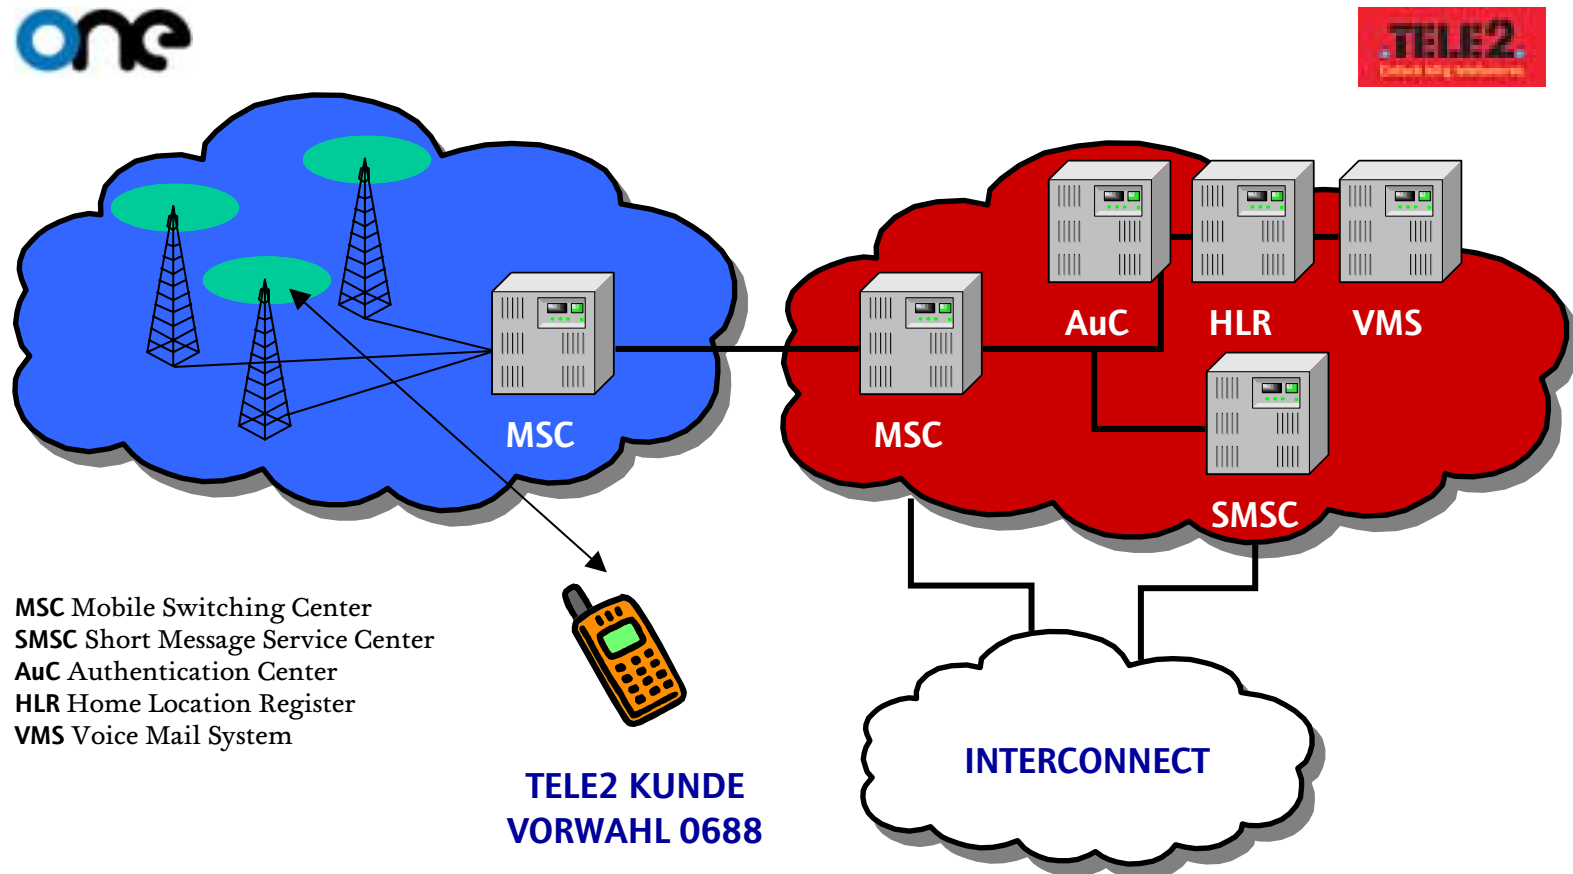 one
TELE2
AuC
HLR
VMS
MSC
MSC
SMSC
MSC Mobile Switching Center
SMSC Short Message Service Center
AuC Authentication Center
HLR Home Location Register
VMS Voice Mail System
INTERCONNECT
TELE2 KUNDE
VORWAHL 0688